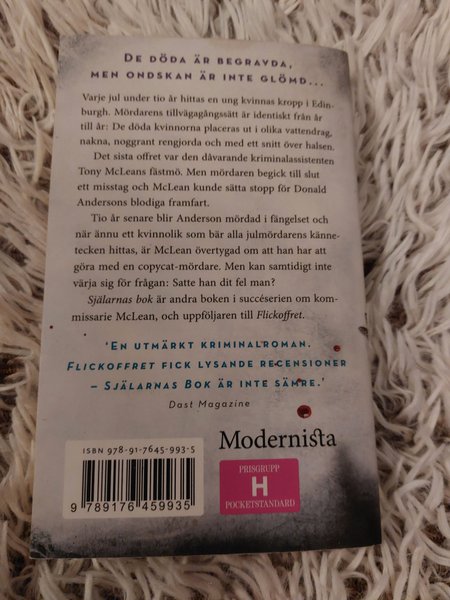 DE DÖDA ÄR BEGRAVDA,
MEN ONDSKAN ÄR INTE GLÖMD...
Varje jul under tio år hittas en ung kvinnas kropp i Edin-
burgh. Mördarens tillvägagångssätt är identiskt från år
till år: De döda kvinnorna placeras ut i olika vattendrag,
nakna, noggrant rengjorda och med ett snitt över halsen.
Det sista offret var den dåvarande kriminalassistenten
Tony McLeans fästmö. Men mördaren begick till slut
ett misstag och McLean kunde sätta stopp för Donald
Andersons blodiga framfart.
Tio år senare blir Anderson mördad i fängelset och
när ännu ett kvinnolik som bär alla julmördarens känne-
tecken hittas, är McLean övertygad om att han har att
göra med en copycat-mördare. Men kan samtidigt inte
värja sig för frågan: Satte han dit fel man?
Själarnas bok är andra boken i succéserien om kom-
missarie McLean, och uppföljaren till Flickoffret.
'EN UTMÄRKT KRIMINALROMAN.
FLICKOFFRET FICK LYSANDE RECENSIONER
– SJÄLARNAS BOK ÄR INTE SÄMRE.'
Dast Magazine
ISBN 978-91-7645-993-5
9 789176 459935
Modernista
PRISGRUPP
H
POCKETSTANDARD